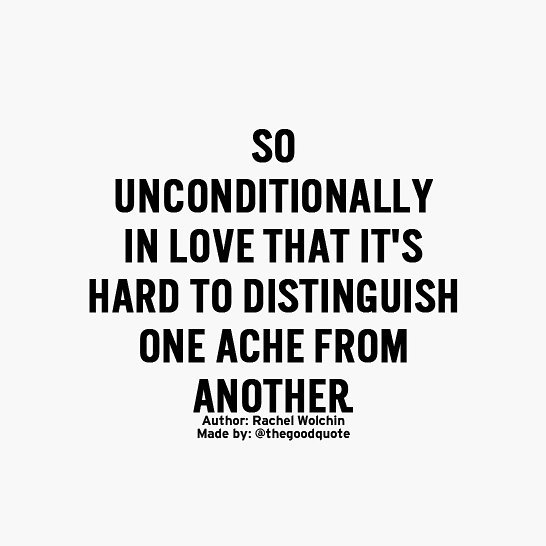 SO
UNCONDITIONALLY
IN LOVE THAT IT'S
HARD TO DISTINGUISH
ONE ACHE FROM
ANOTHER
Author: Rachel Wolchin
Made by: @thegoodquote